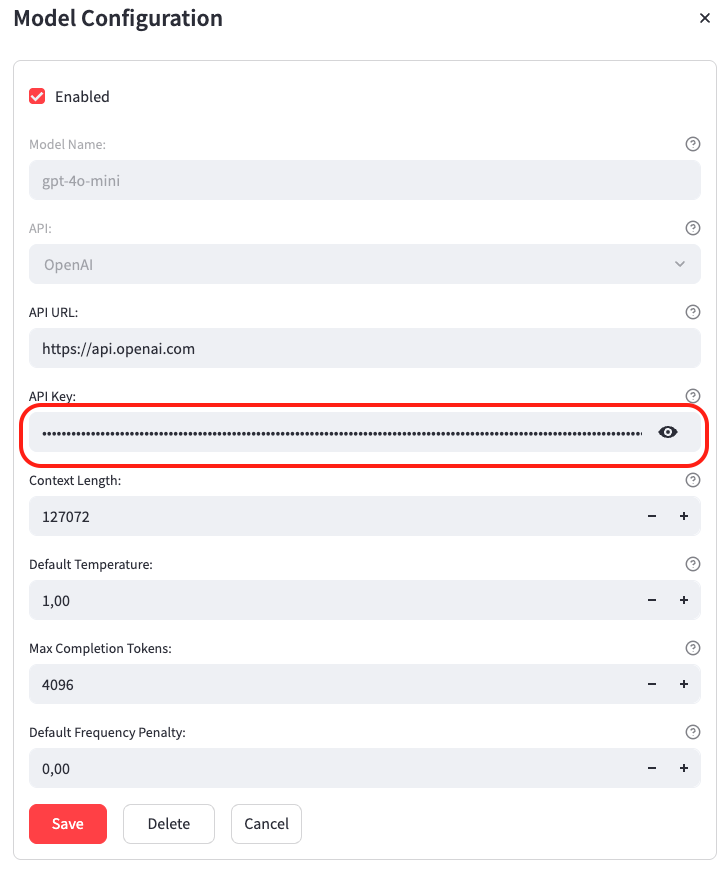 Model Configuration
Enabled
Model Name:
gpt-4o-mini
API:
OpenAI
API URL:
https://api.openai.com
API Key:
Context Length:
127072
Default Temperature:
1,00
Max Completion Tokens:
4096
Default Frequency Penalty:
0,00
Save
Delete
Cancel